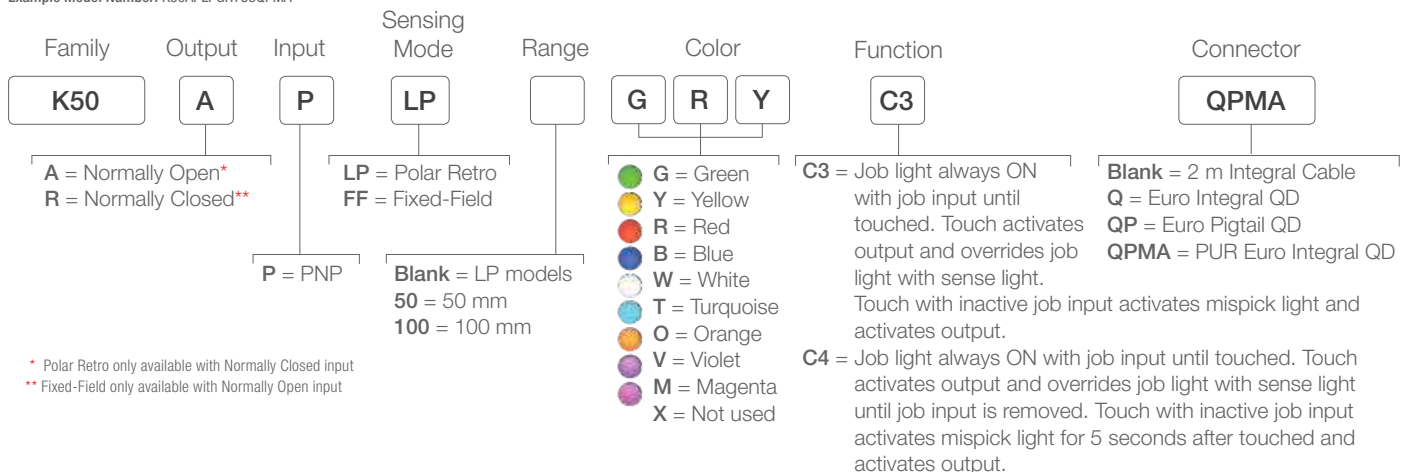 Example Model Number:
Family Output Input Sensing Mode Range Color Function Connector
K50 A P LP G R Y C3 QPMA
A = Normally Open*
R = Normally Closed**
P = PNP
LP = Polar Retro
FF = Fixed-Field
Blank = LP models
50 = 50 mm
100 = 100 mm
G = Green
Y = Yellow
R = Red
B = Blue
W = White
T = Turquoise
O = Orange
V = Violet
M = Magenta
X = Not used
C3 = Job light always ON
with job input until
touched. Touch activates
output and overrides job
light with sense light.
Touch with inactive job input activates mispick light and
activates output.
C4 = Job light always ON with job input until touched. Touch
activates output and overrides job light with sense light
until job input is removed. Touch with inactive job input
activates mispick light for 5 seconds after touched and
activates output.
Blank = 2 m Integral Cable
Q = Euro Integral QD
QP = Euro Pigtail QD
QPMA = PUR Euro Integral QD
* Polar Retro only available with Normally Closed input
** Fixed-Field only available with Normally Open input